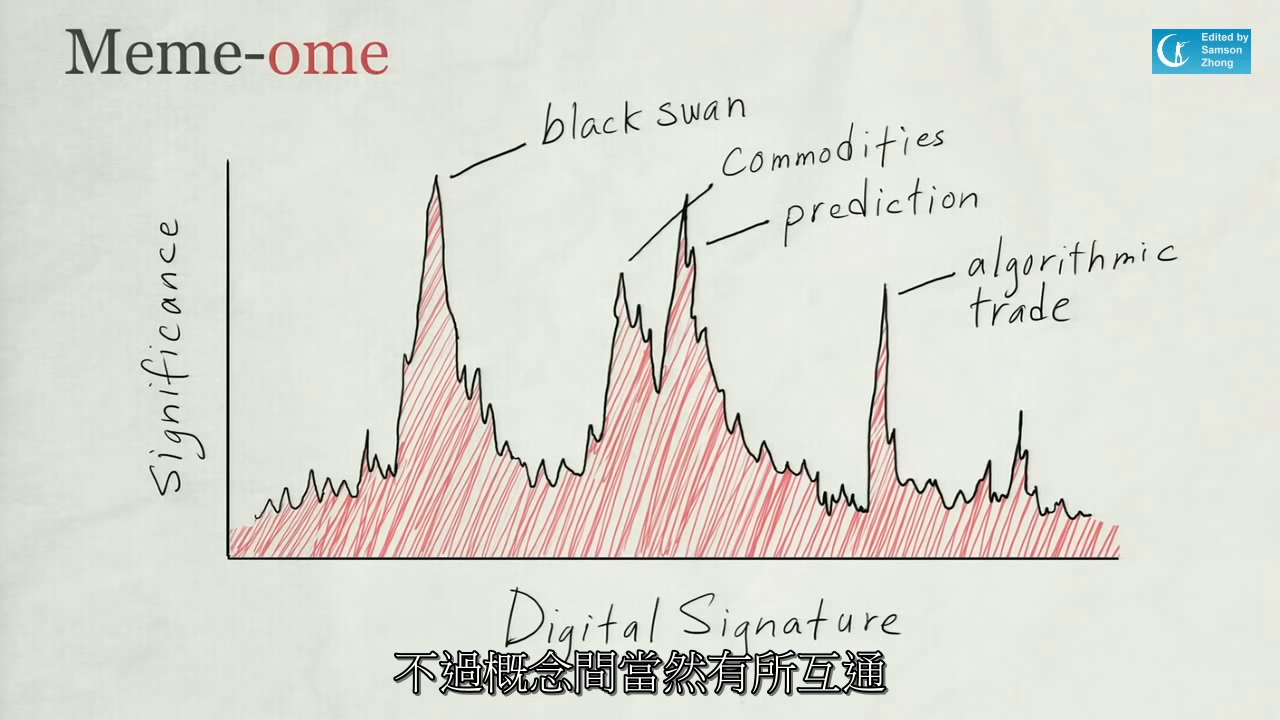 Meme-ome
Edited by
Samson
Zhong
black swan
Commodities
prediction
algorithmic
trade
Significance
Digital Signature
不過概念間當然有所互通